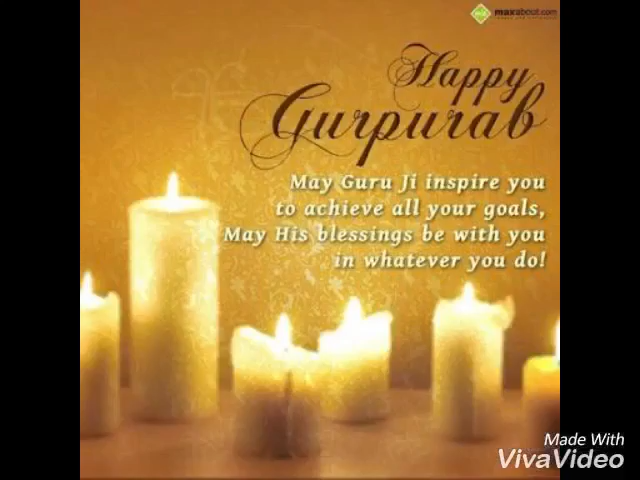 maxabout.com
Happy
Gurpurab
May Guru Ji inspire you
to achieve all your goals,
May His blessings be with you
in whatever you do!
Made With
VivaVideo